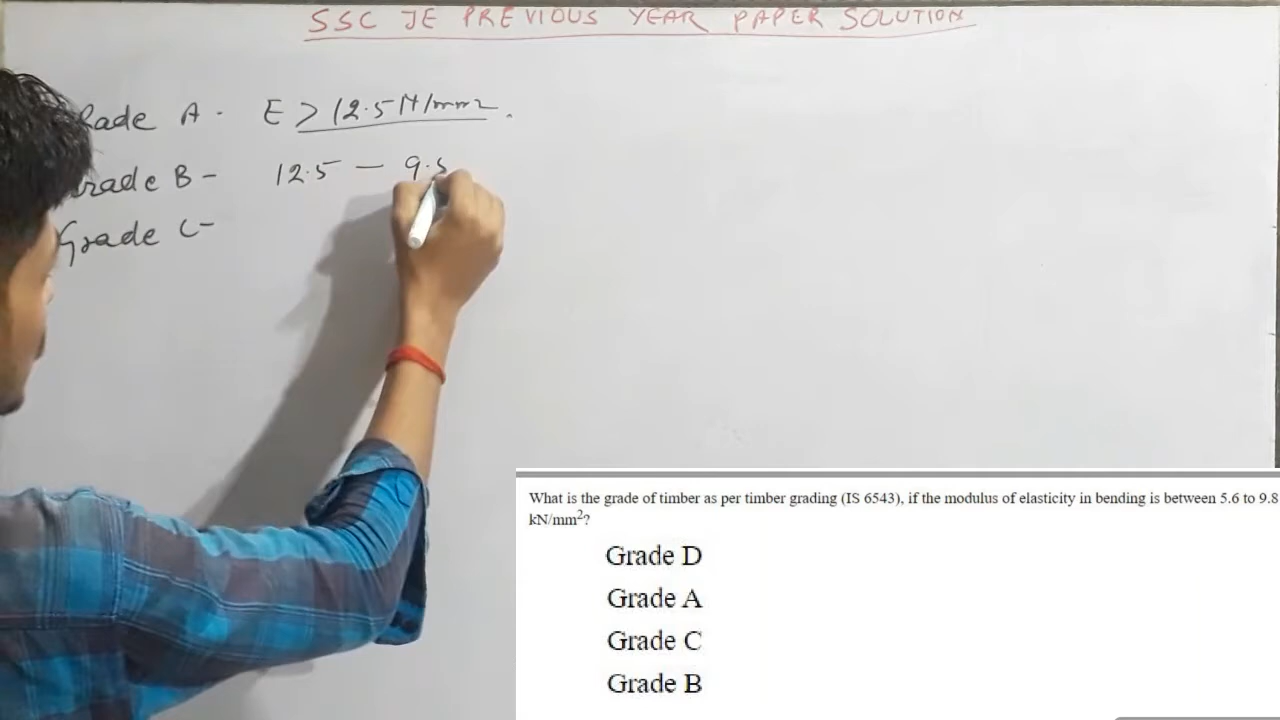 SSC JE PREVIOUS YEAR PAPER SOLUTION
rade A - E > 12.5 N/mm2.
rade B - 12.5 — 9.
Grade C-
What is the grade of timber as per timber grading (IS 6543), if the modulus of elasticity in bending is between 5.6 to 9.8
kN/mm²?
Grade D
Grade A
Grade C
Grade B